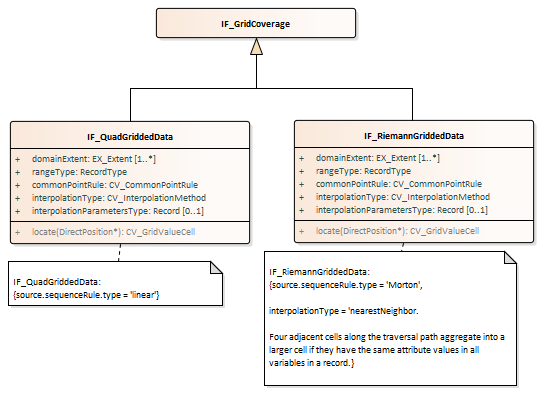 IF_GridCoverage
IF_QuadGriddedData
+ domainExtent: EX_Extent [1..*]
+ rangeType: RecordType
+ commonPointRule: CV_CommonPointRule
+ interpolationType: CV_InterpolationMethod
+ interpolationParametersType: Record [0..1]
+ locate(DirectPosition*): CV_GridValueCell
IF_RiemannGriddedData
+ domainExtent: EX_Extent [1..*]
+ rangeType: RecordType
+ commonPointRule: CV_CommonPointRule
+ interpolationType: CV_InterpolationMethod
+ interpolationParametersType: Record [0..1]
+ locate(DirectPosition*): CV_GridValueCell
IF_QuadGriddedData:
{source.sequenceRule.type = 'linear'}
IF_RiemannGriddedData:
{source.sequenceRule.type = 'Morton',
interpolationType = 'nearestNeighbor.
Four adjacent cells along the traversal path aggregate into a
larger cell if they have the same attribute values in all
variables in a record.}